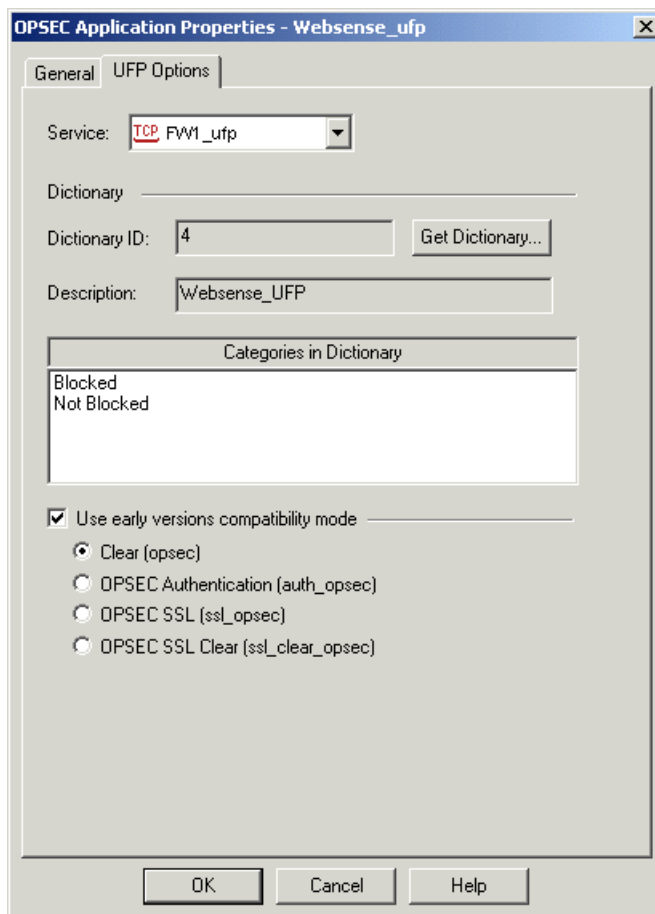 OPSEC Application Properties - Websense_ufp
General UFP Options
Service: TCP FW1_ufp
Dictionary
Dictionary ID: 4 Get Dictionary...
Description: Websense_UFP
Categories in Dictionary
Blocked
Not Blocked
Use early versions compatibility mode
Clear (opsec)
OPSEC Authentication (auth_opsec)
OPSEC SSL (ssl_opsec)
OPSEC SSL Clear (ssl_clear_opsec)
OK Cancel Help